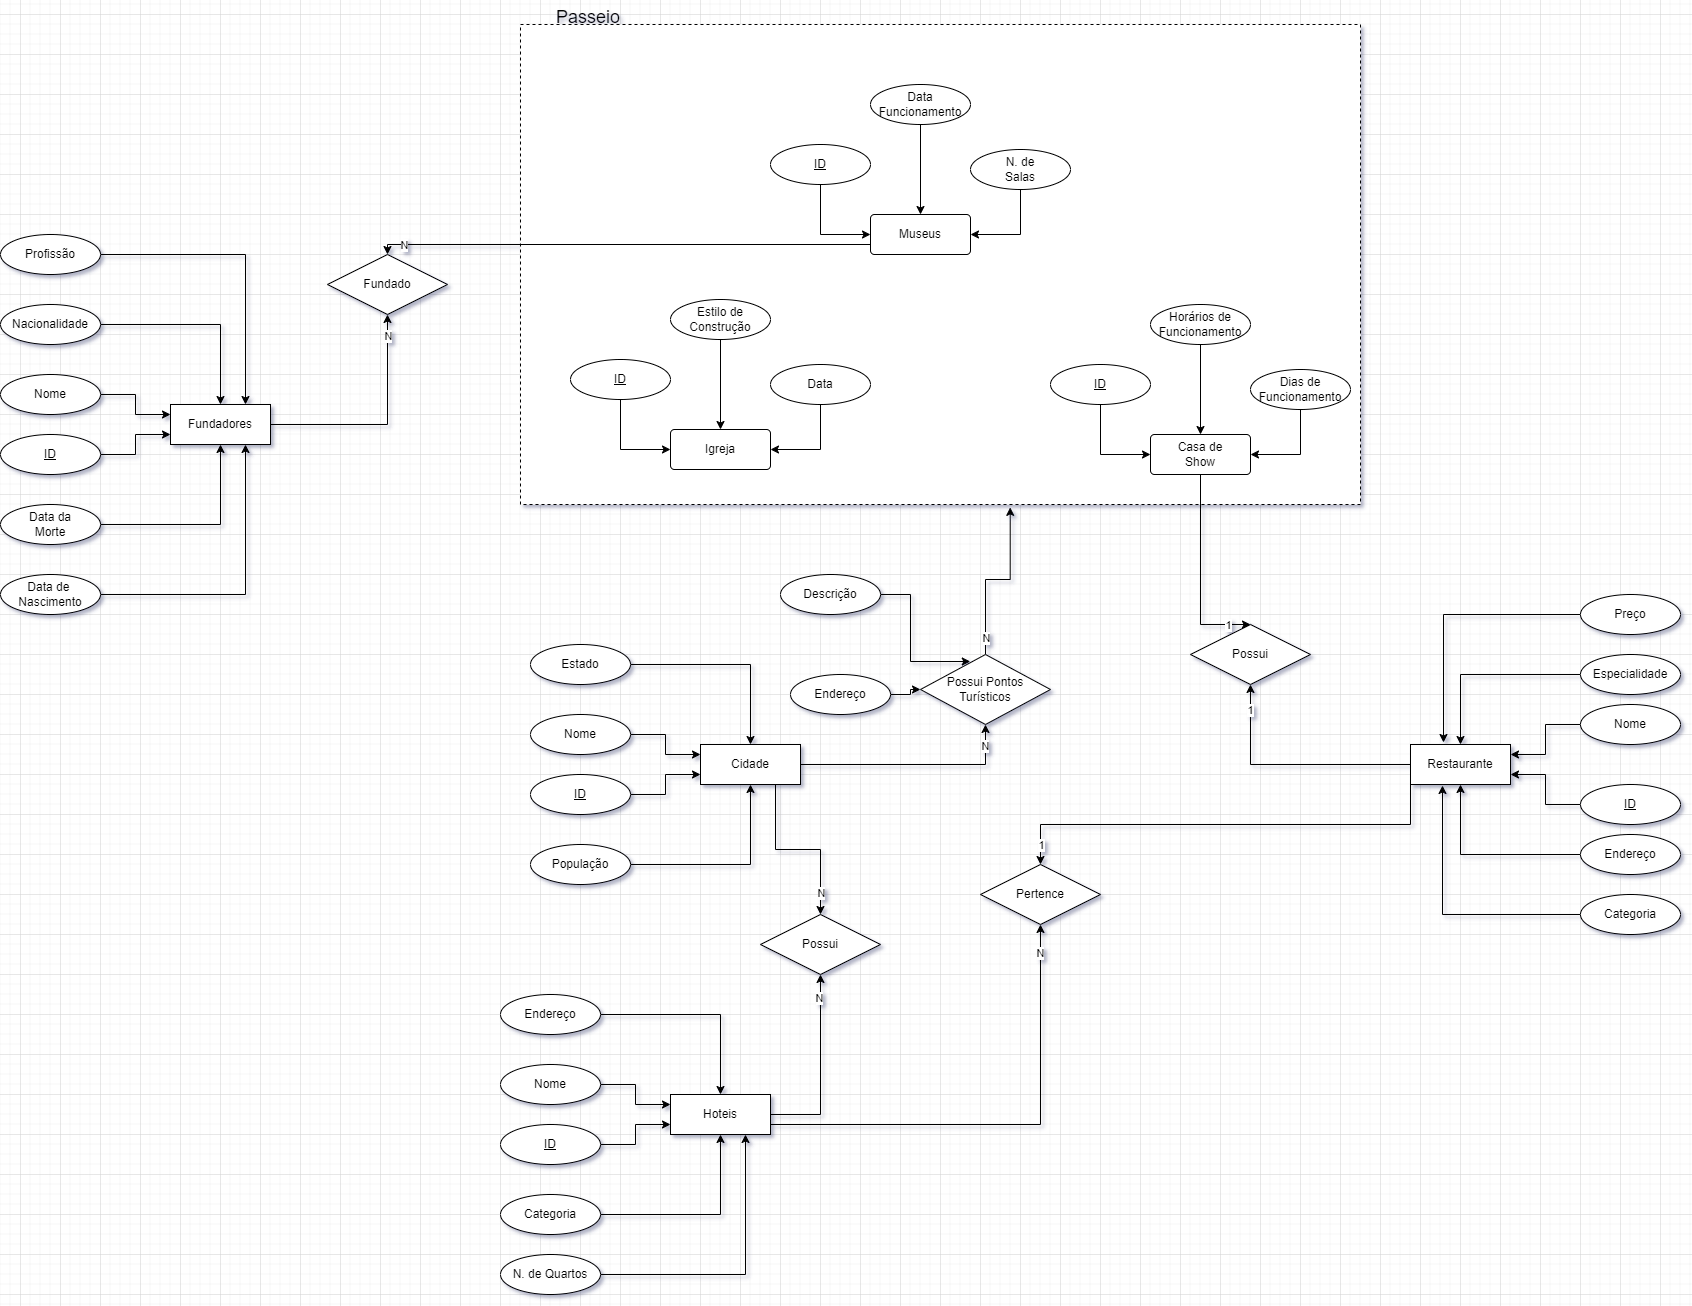 Passeio
Data
Funcionamento
ID
N. de
Salas
Museus
N
Profissão
Fundado
Estilo de
Construção
Horários de
Funcionamento
Nacionalidade
N
ID
Data
ID
Dias de
Funcionamento
Nome
Fundadores
Igreja
Casa de
Show
ID
Data da
Morte
Data de
Nascimento
Descrição
Preço
1
N
Possui
Estado
Possui Pontos
Turísticos
Endereço
Especialidade
1
Nome
Nome
N
Cidade
Restaurante
ID
ID
1
Endereço
População
N
Pertence
Categoria
Possui
N
N
Endereço
Nome
Hoteis
ID
Categoria
N. de Quartos